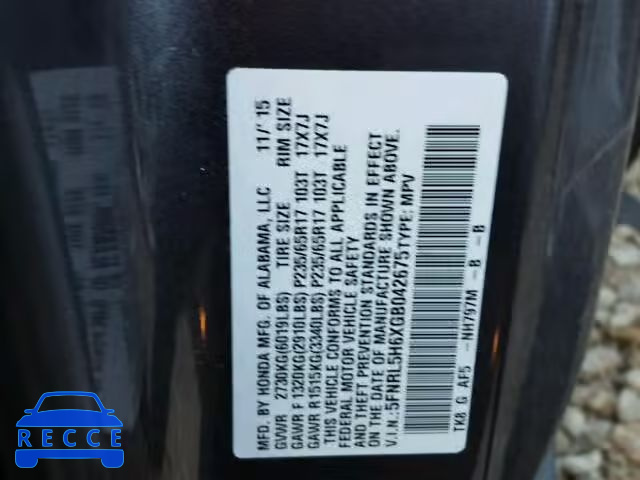 MFD. BY HONDA MFG. OF ALABAMA, LLC 11/'15
GVWR 2730KG(6019LBS) TIRE SIZE RIM SIZE
GAWR F 1320KG(2910LBS) P235/65R17 103T 17X7J
GAWR R 1515KG(3340LBS) P235/65R17 103T 17X7J
THIS VEHICLE CONFORMS TO ALL APPLICABLE
FEDERAL MOTOR VEHICLE SAFETY
AND THEFT PREVENTION STANDARDS IN EFFECT
ON THE DATE OF MANUFACTURE SHOWN ABOVE.
V.I.N.:5FNRL5H6XGB042675 TYPE: MPV
TK8 G AF5 -NH797M -B -B
RECCE